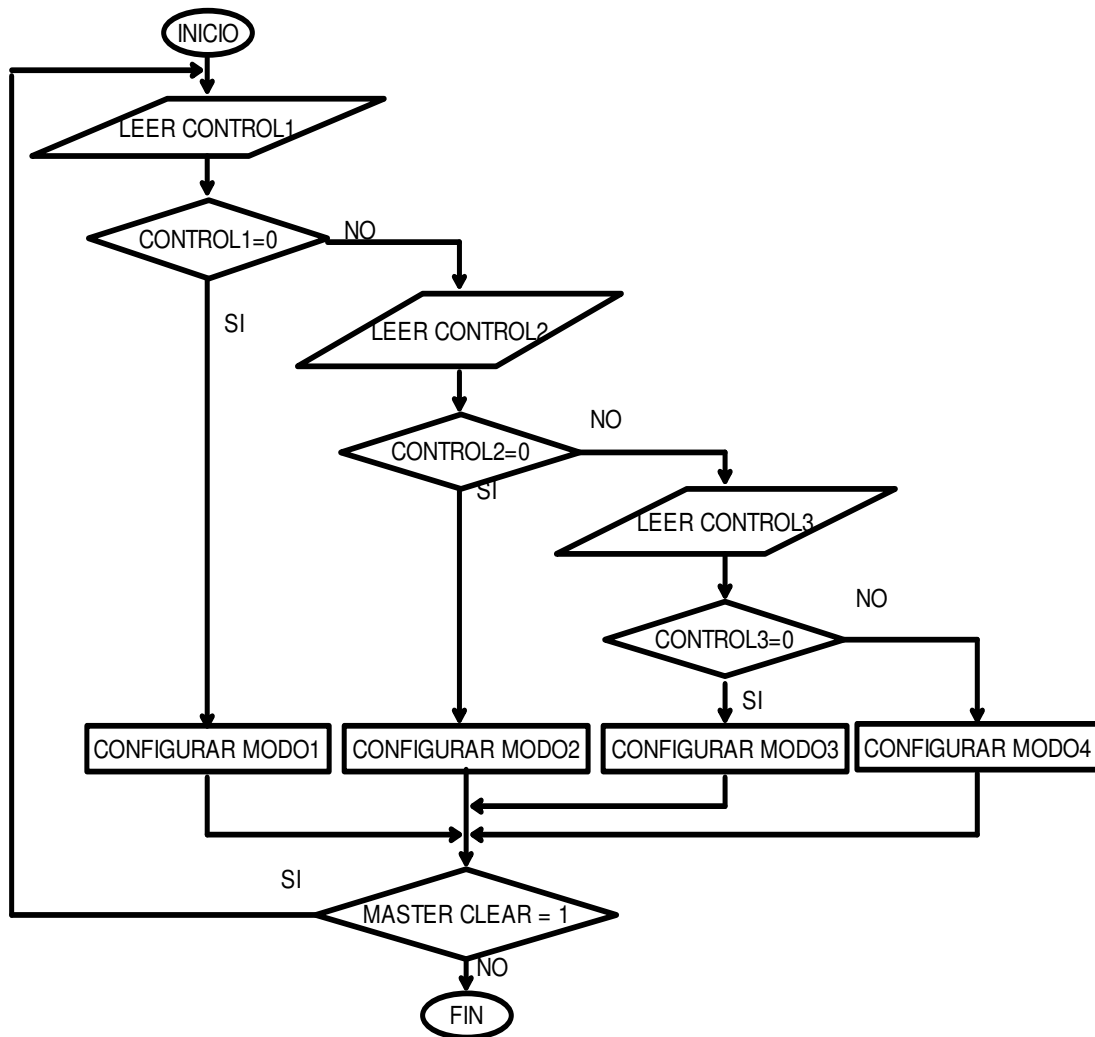 INICIO
LEER CONTROL1
CONTROL1=0
NO
SI
LEER CONTROL2
CONTROL2=0
NO
SI
LEER CONTROL3
CONTROL3=0
NO
SI
CONFIGURAR MODO1
CONFIGURAR MODO2
CONFIGURAR MODO3
CONFIGURAR MODO4
SI
MASTER CLEAR = 1
NO
FIN